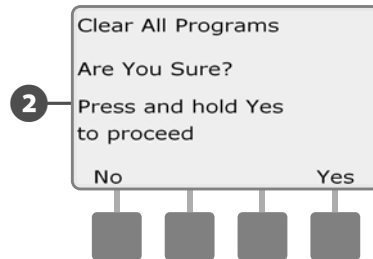 Clear All Programs
Are You Sure?
2
Press and hold Yes
to proceed
No Yes